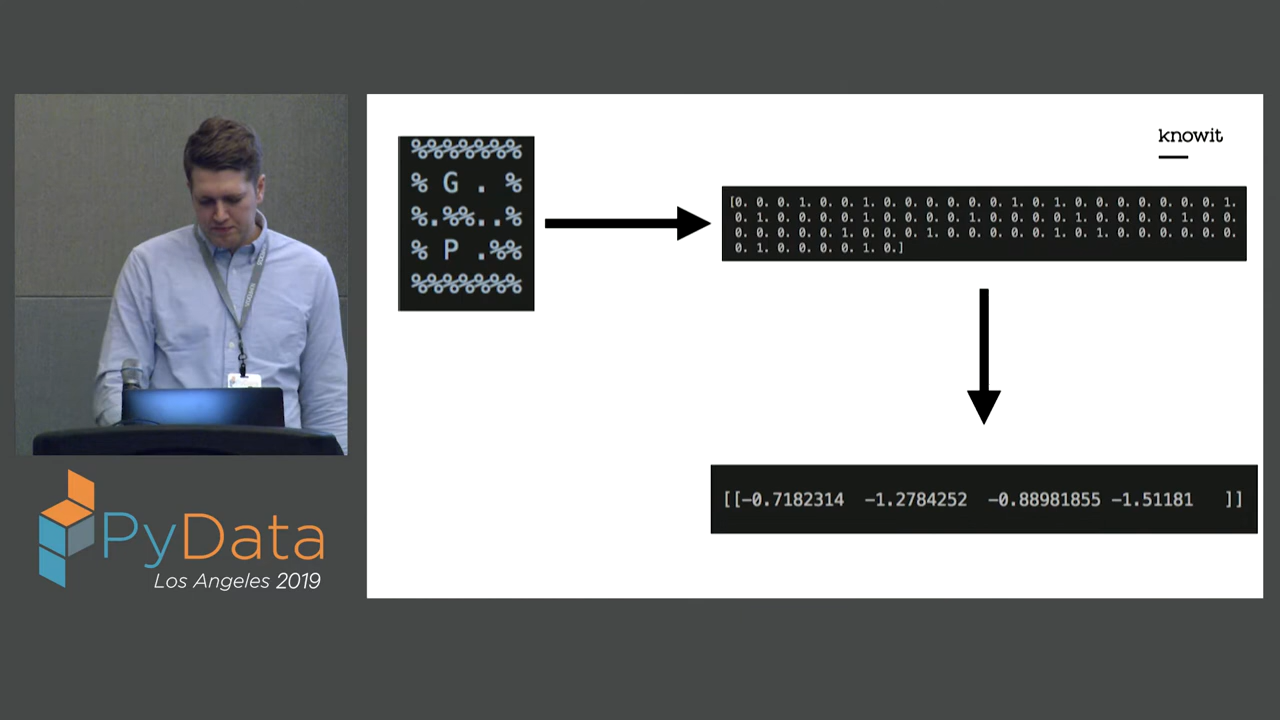 %%%%%%%%
% G . %
%.%%..%
% P .%%
%%%%%%%%
knowit
[0. 0. 0. 1. 0. 0. 1. 0. 0. 0. 0. 0. 0. 1. 0. 1. 0. 0. 0. 0. 0. 0. 0. 1.
0. 1. 0. 0. 0. 0. 1. 0. 0. 0. 0. 0. 1. 0. 0. 0. 0. 1. 0. 0. 0. 0. 1. 0. 0.
0. 0. 0. 0. 0. 1. 0. 0. 0. 1. 0. 0. 0. 0. 0. 1. 0. 1. 0. 0. 0. 0. 0. 0.
0. 1. 0. 0. 0. 0. 1. 0.]
[[-0.7182314 -1.2784252 -0.88981855 -1.51181 ]]
PyData
Los Angeles 2019